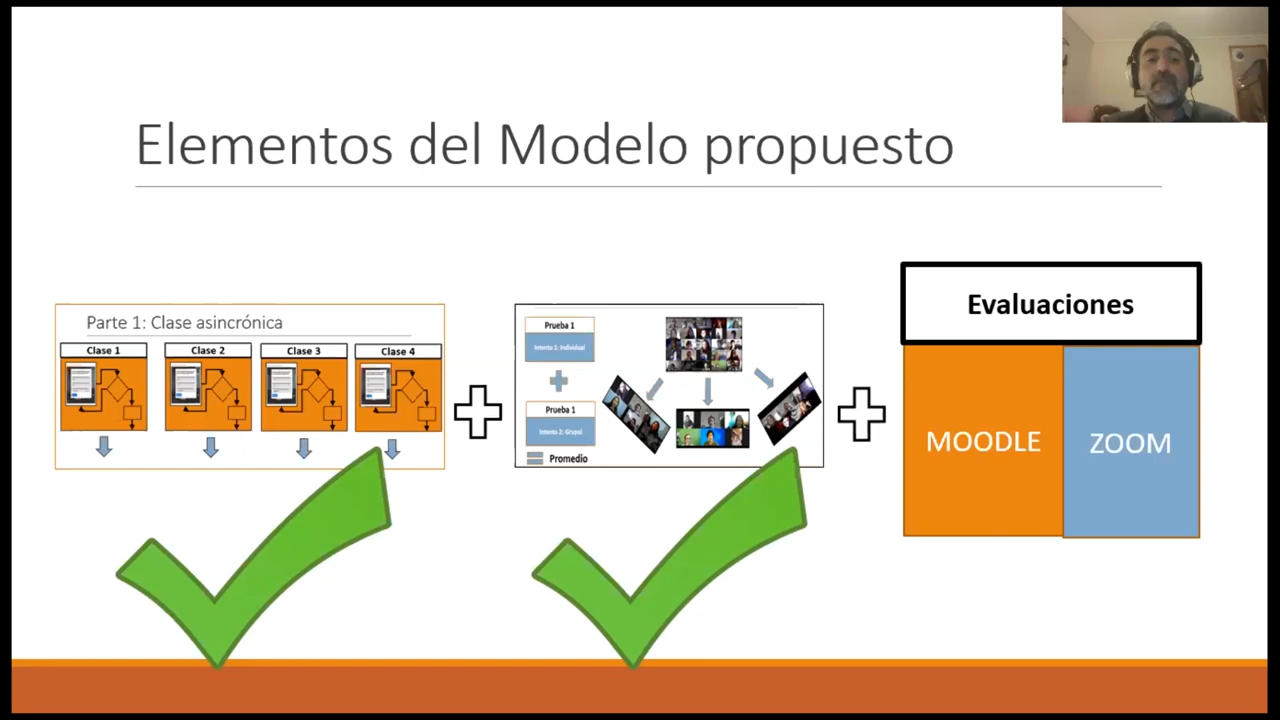 Elementos del Modelo propuesto
Parte 1: Clase asincrónica
Clase 1
Clase 2
Clase 3
Clase 4
Prueba 1
Intento 1: Individual
Prueba 1
Intento 2: Grupal
Promedio
Evaluaciones
MOODLE
ZOOM